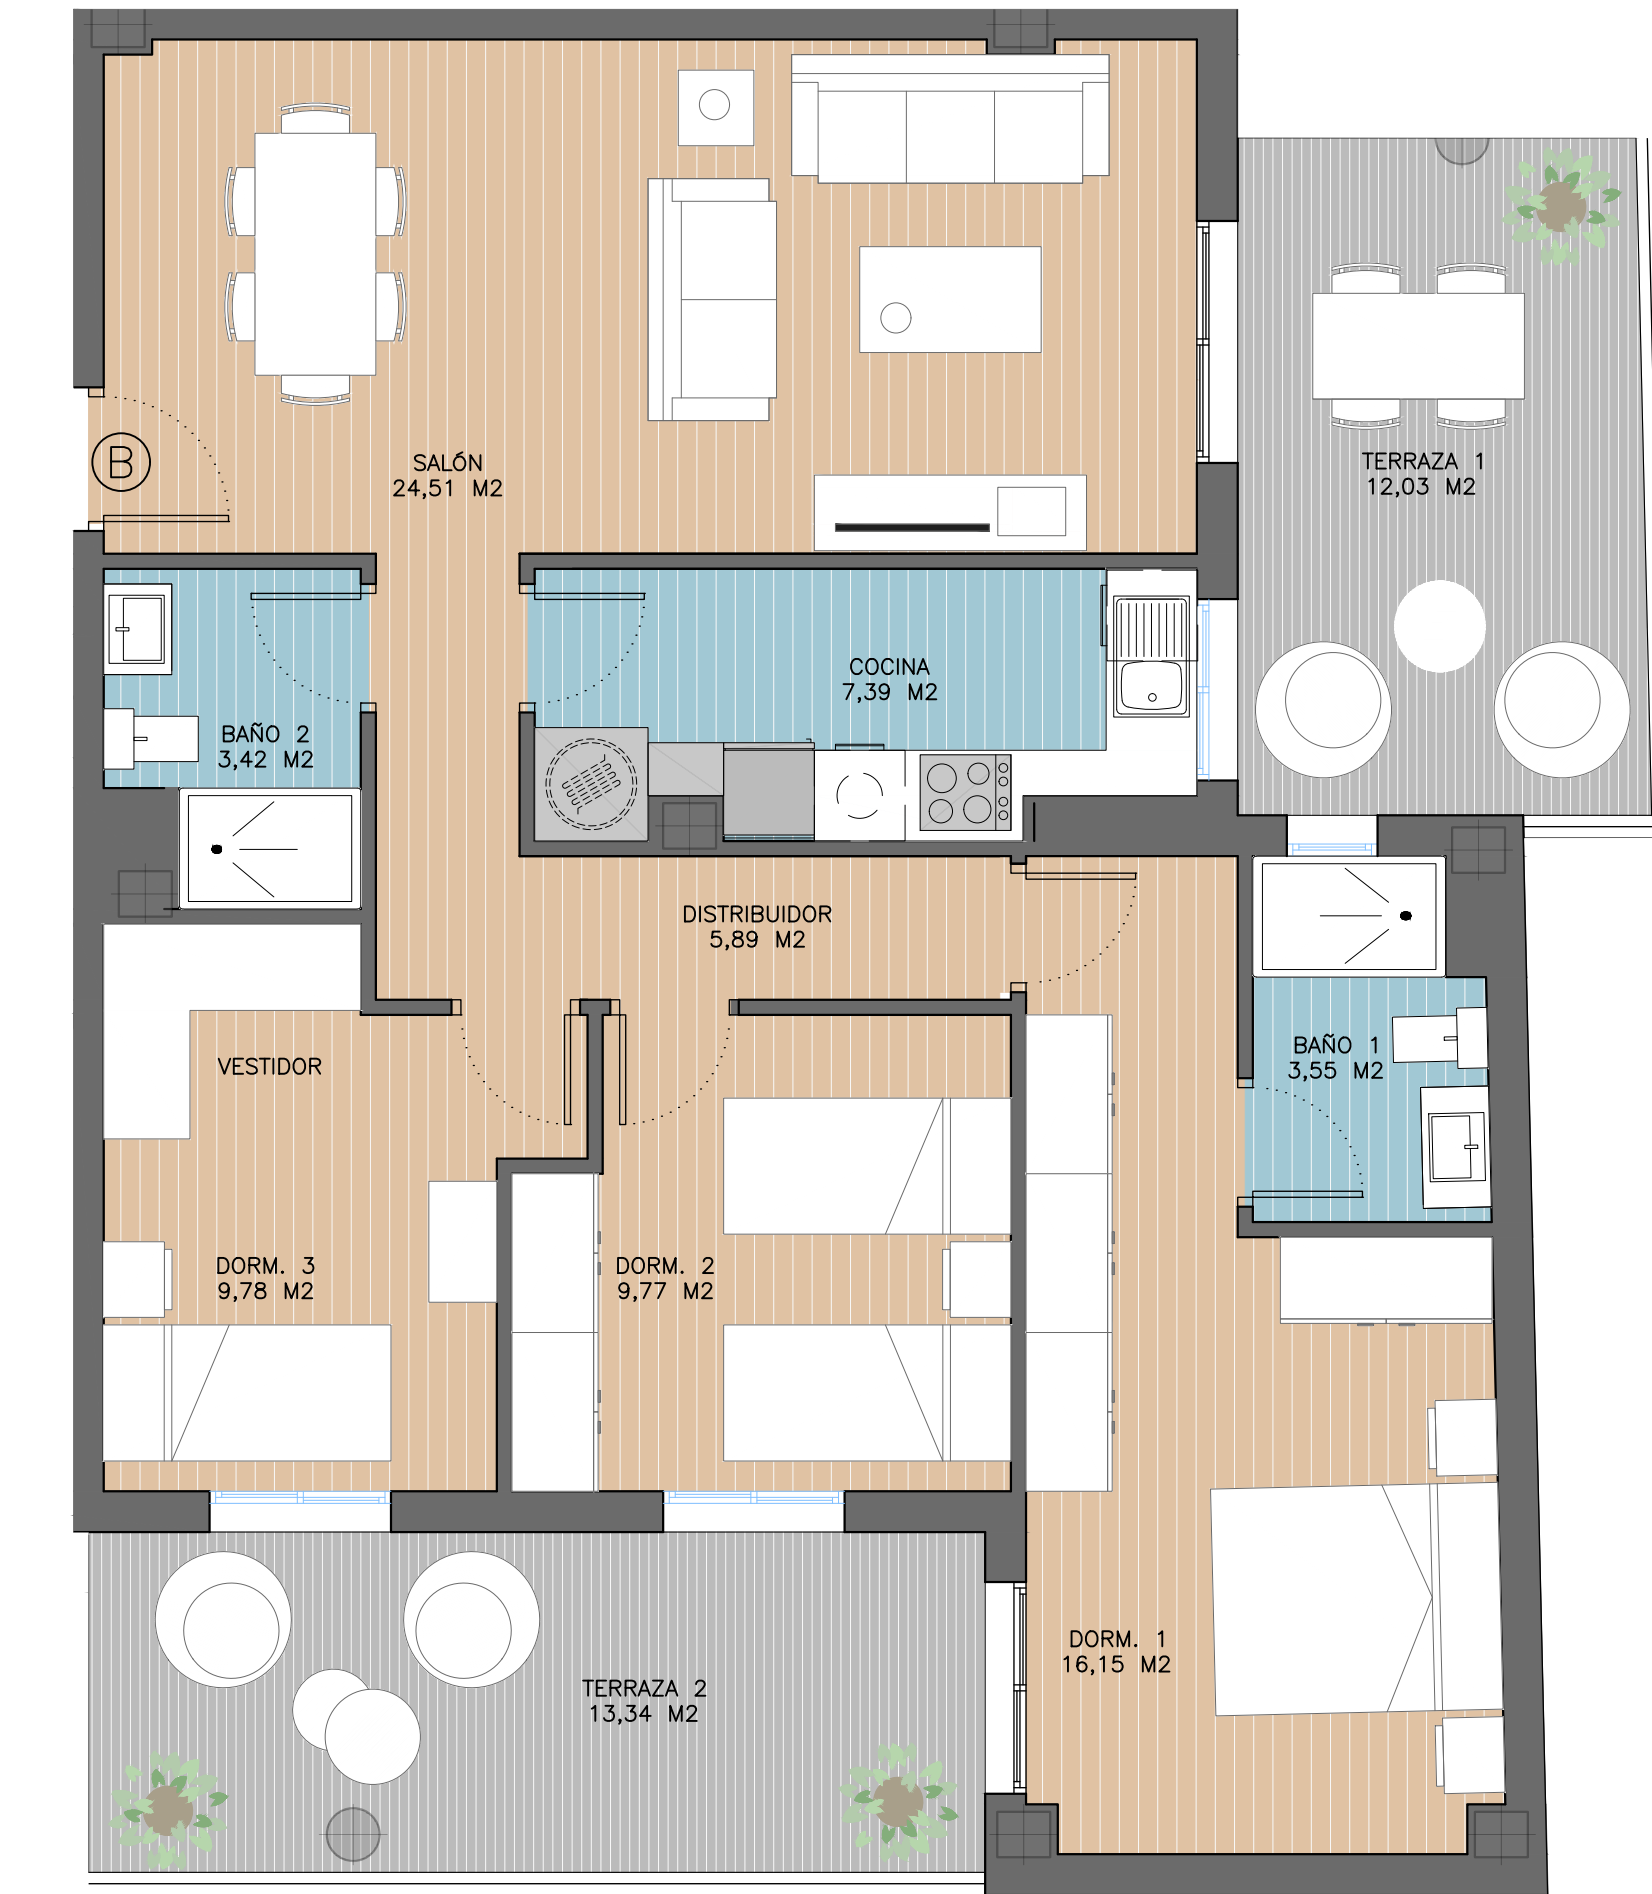 B
SALÓN
24,51 M2
TERRAZA 1
12,03 M2
COCINA
7,39 M2
BAÑO 2
3,42 M2
DISTRIBUIDOR
5,89 M2
BAÑO 1
3,55 M2
VESTIDOR
DORM. 3
9,78 M2
DORM. 2
9,77 M2
DORM. 1
16,15 M2
TERRAZA 2
13,34 M2